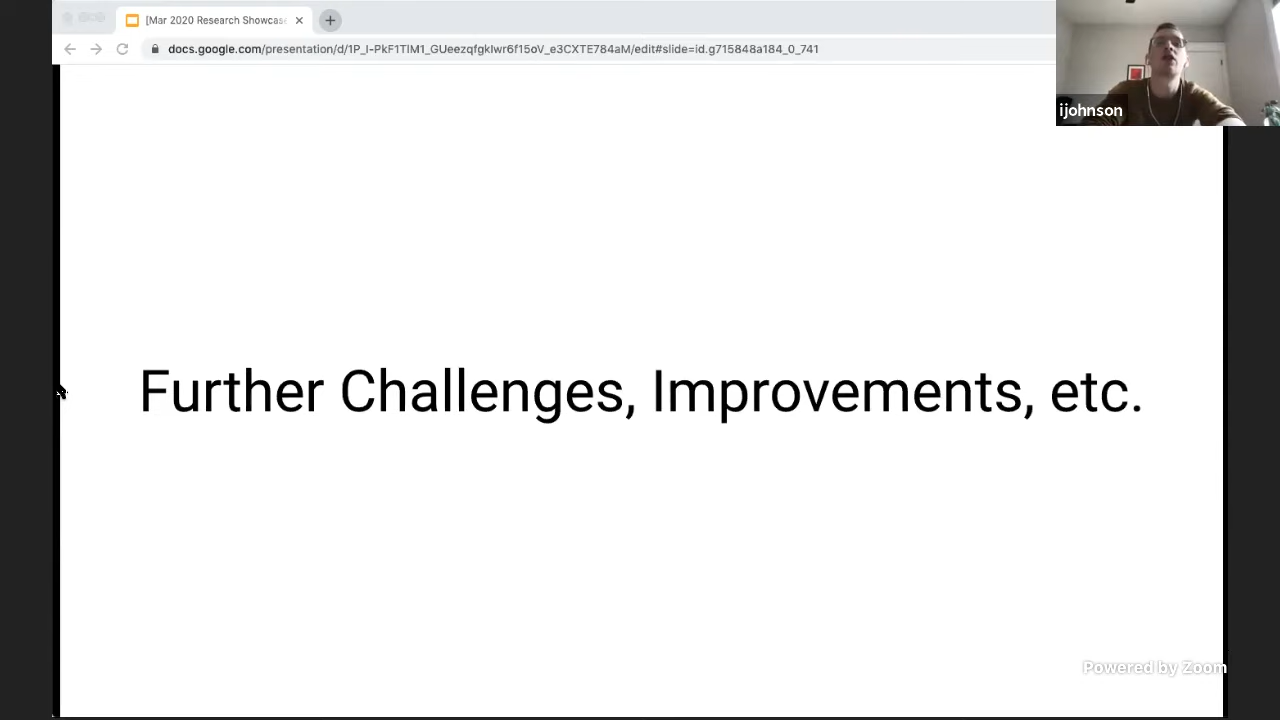 [Mar 2020 Research Showcase
docs.google.com/presentation/d/1P_I-PkF1TIM1_GUeezqfgkIwr6f15oV_e3CXTE784aM/edit#slide=id.g715848a184_0_741
ijohnson
Further Challenges, Improvements, etc.
Powered by Zoom